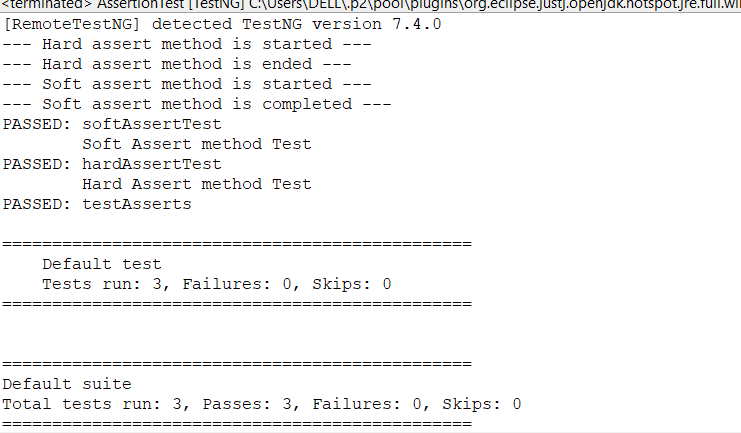 <terminated> AssertionTest [TestNG] C:\Users\DELL\.p2\pool\plugins\org.eclipse.justj.openjdk.hotspot.jre.full.wi
[RemoteTestNG] detected TestNG version 7.4.0
--- Hard assert method is started ---
--- Hard assert method is ended ---
--- Soft assert method is started ---
--- Soft assert method is completed ---
PASSED: softAssertTest
        Soft Assert method Test
PASSED: hardAssertTest
        Hard Assert method Test
PASSED: testAsserts
===============================================
    Default test
    Tests run: 3, Failures: 0, Skips: 0
===============================================
===============================================
Default suite
Total tests run: 3, Passes: 3, Failures: 0, Skips: 0
===============================================